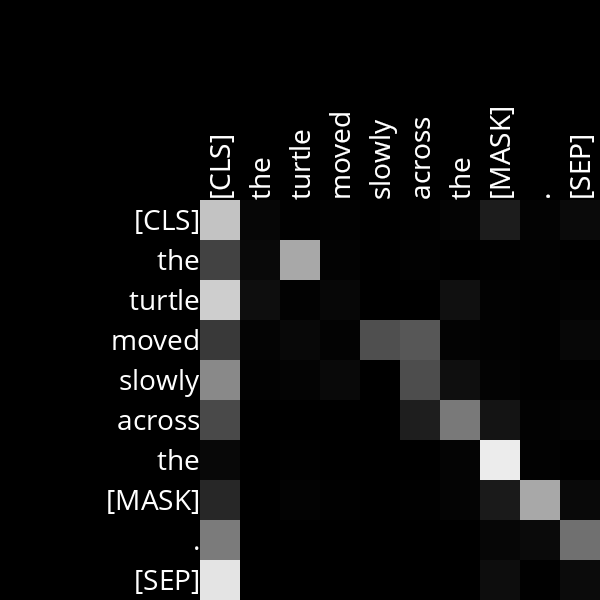 [CLS] the turtle moved slowly across the [MASK] . [SEP]
[CLS]
the
turtle
moved
slowly
across
the
[MASK]
.
[SEP]